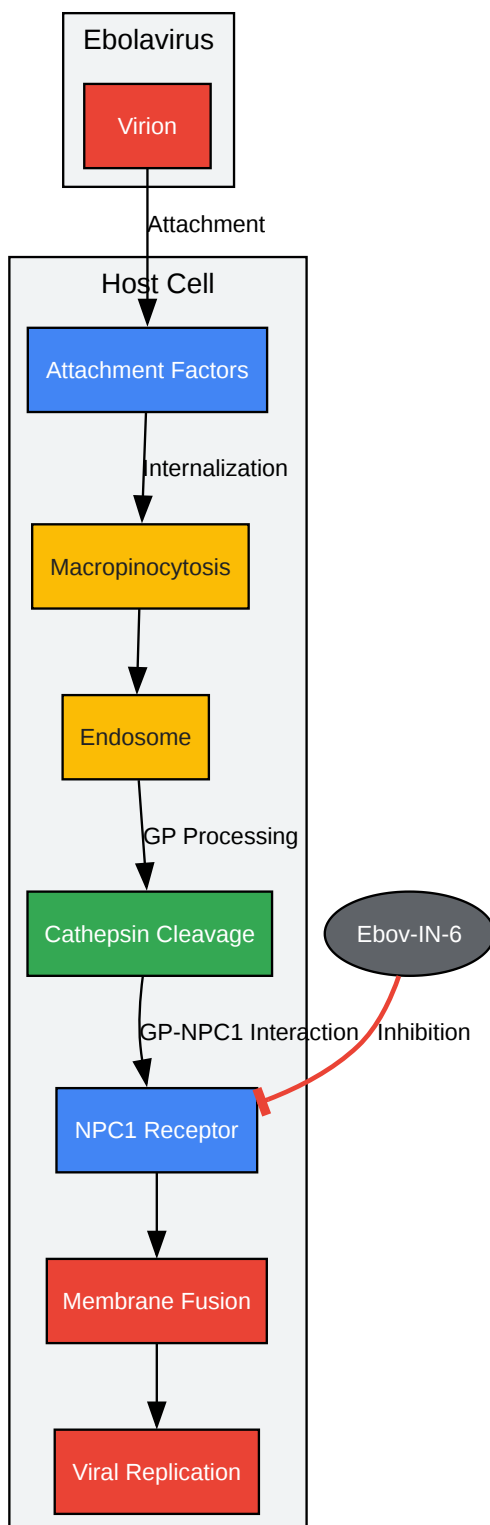 Ebolavirus
Virion
Attachment
Host Cell
Attachment Factors
Internalization
Macropinocytosis
Endosome
GP Processing
Cathepsin Cleavage
Ebov-IN-6
GP-NPC1 Interaction
Inhibition
NPC1 Receptor
Membrane Fusion
Viral Replication